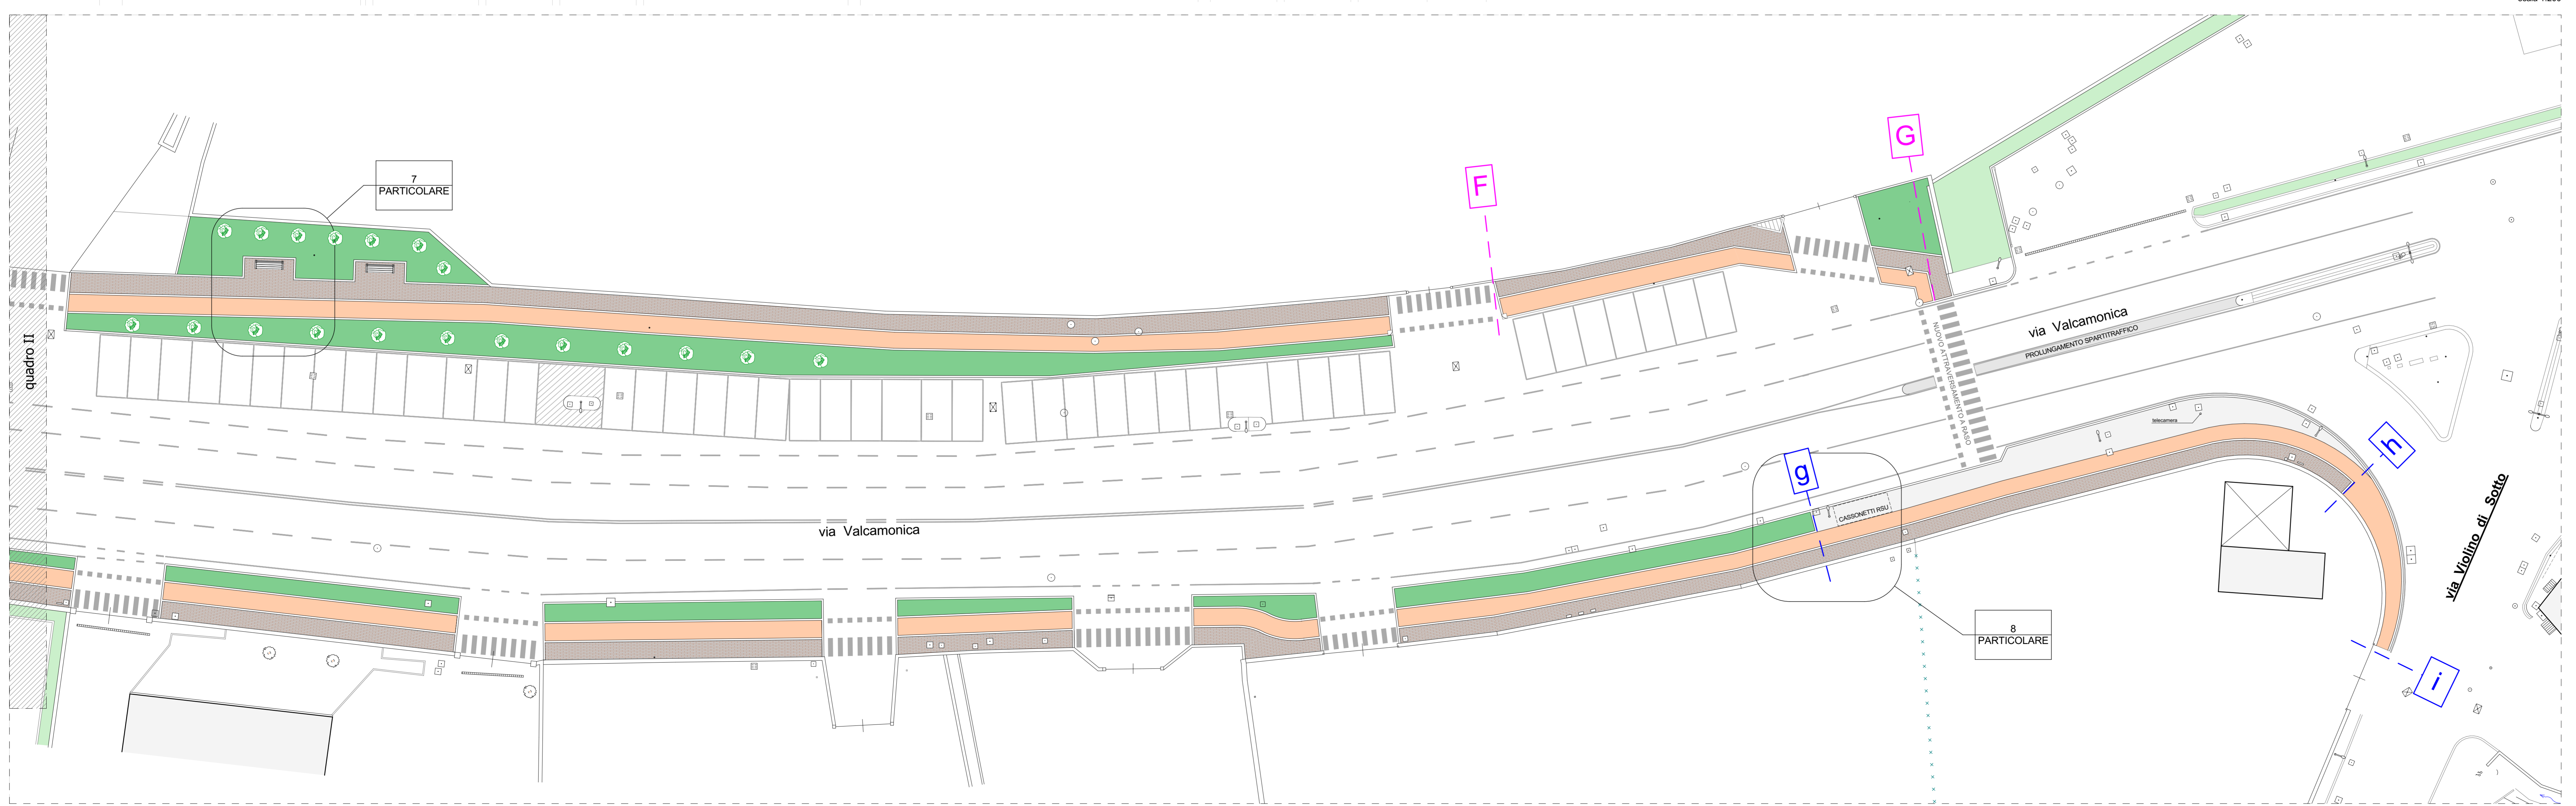 7
PARTICOLARE
F
G
quadro II
via Valcamonica
PROLUNGAMENTO SPARTITRAFFICO
NUOVO ATTRAVERSAMENTO A RASO
telecamera
h
g
CASSONETTI RSU
via Valcamonica
via Violino di Sotto
8
PARTICOLARE
i